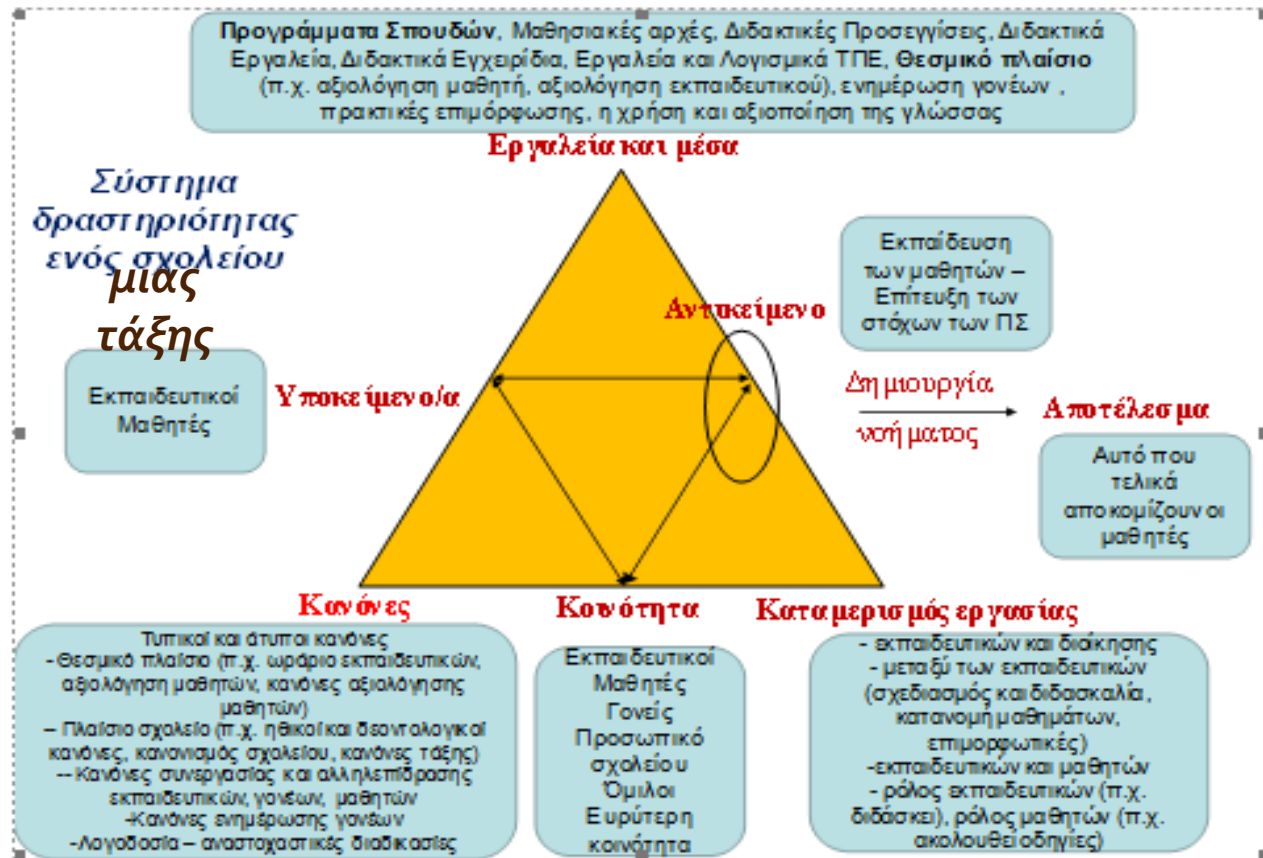 Προγράμματα Σπουδών, Μαθησιακές αρχές, Διδακτικές Προσεγγίσεις, Διδακτικά
Εργαλεία, Διδακτικά Εγχειρίδια, Εργαλεία και Λογισμικά ΤΠΕ, Θεσμικό πλαίσιο
(π.χ. αξιολόγηση μαθητή, αξιολόγηση εκπαιδευτικού), ενημέρωση γονέων ,
πρακτικές επιμόρφωσης, η χρήση και αξιοποίηση της γλώσσας
Εργαλεία και μέσα
Σύστημα
δραστηριότητας
ενός σχολείου
μιας
τάξης
Εκπαίδευση
των μαθητών –
Επίτευξη των
στόχων των ΠΣ
Αντικείμενο
Εκπαιδευτικοί
Μαθητές
Υποκείμενο/α
Δημιουργία
νοήματος
Αποτέλεσμα
Αυτό που
τελικά
αποκομίζουν οι
μαθητές
Κανόνες
Τυπικοί και άτυποι κανόνες
-Θεσμικό πλαίσιο (π.χ. ωράριο εκπαιδευτικών,
αξιολόγηση μαθητών, κανόνες αξιολόγησης
μαθητών)
– Πλαίσιο σχολείο (π.χ. ηθικοί και δεοντολογικοί
κανόνες, κανονισμός σχολείου, κανόνες τάξης)
-- Κανόνες συνεργασίας και αλληλεπίδρασης
εκπαιδευτικών, γονέων, μαθητών
-Κανόνες ενημέρωσης γονέων
-Λογοδοσία – αναστοχαστικές διαδικασίες
Κοινότητα
Εκπαιδευτικοί
Μαθητές
Γονείς
Προσωπικό
σχολείου
Όμιλοι
Ευρύτερη
κοινότητα
Καταμερισμός εργασίας
- εκπαιδευτικών και διοίκησης
- μεταξύ των εκπαιδευτικών
(σχεδιασμός και διδασκαλία,
κατανομή μαθημάτων,
επιμορφωτικές)
-εκπαιδευτικών και μαθητών
- ρόλος εκπαιδευτικών (π.χ.
διδάσκει), ρόλος μαθητών (π.χ.
ακολουθεί οδηγίες)